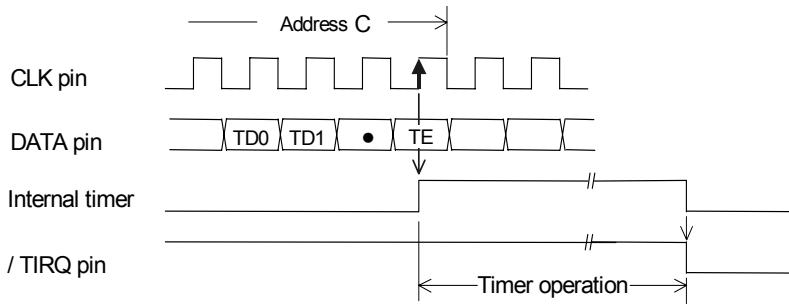 Address C
CLK pin
DATA pin TD0 TD1 ● TE
Internal timer
/ TIRQ pin
Timer operation